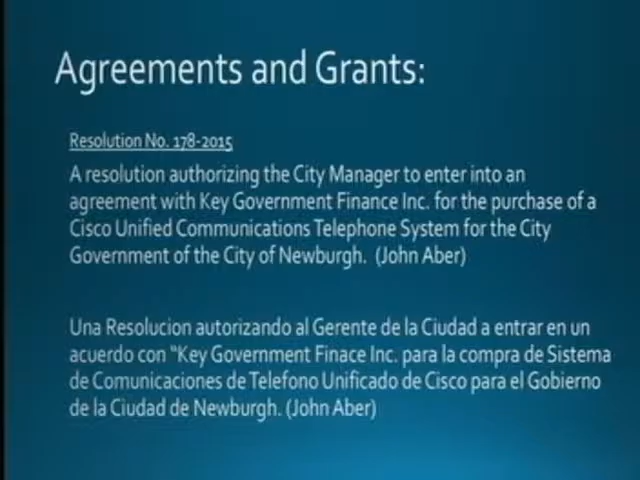 Agreements and Grants:
Resolution No. 178-2015
A resolution authorizing the City Manager to enter into an
agreement with Key Government Finance Inc. for the purchase of a
Cisco Unified Communications Telephone System for the City
Government of the City of Newburgh. (John Aber)
Una Resolucion autorizando al Gerente de la Ciudad a entrar en un
acuerdo con “Key Government Finace Inc. para la compra de Sistema
de Comunicaciones de Telefono Unificado de Cisco para el Gobierno
de la Ciudad de Newburgh. (John Aber)